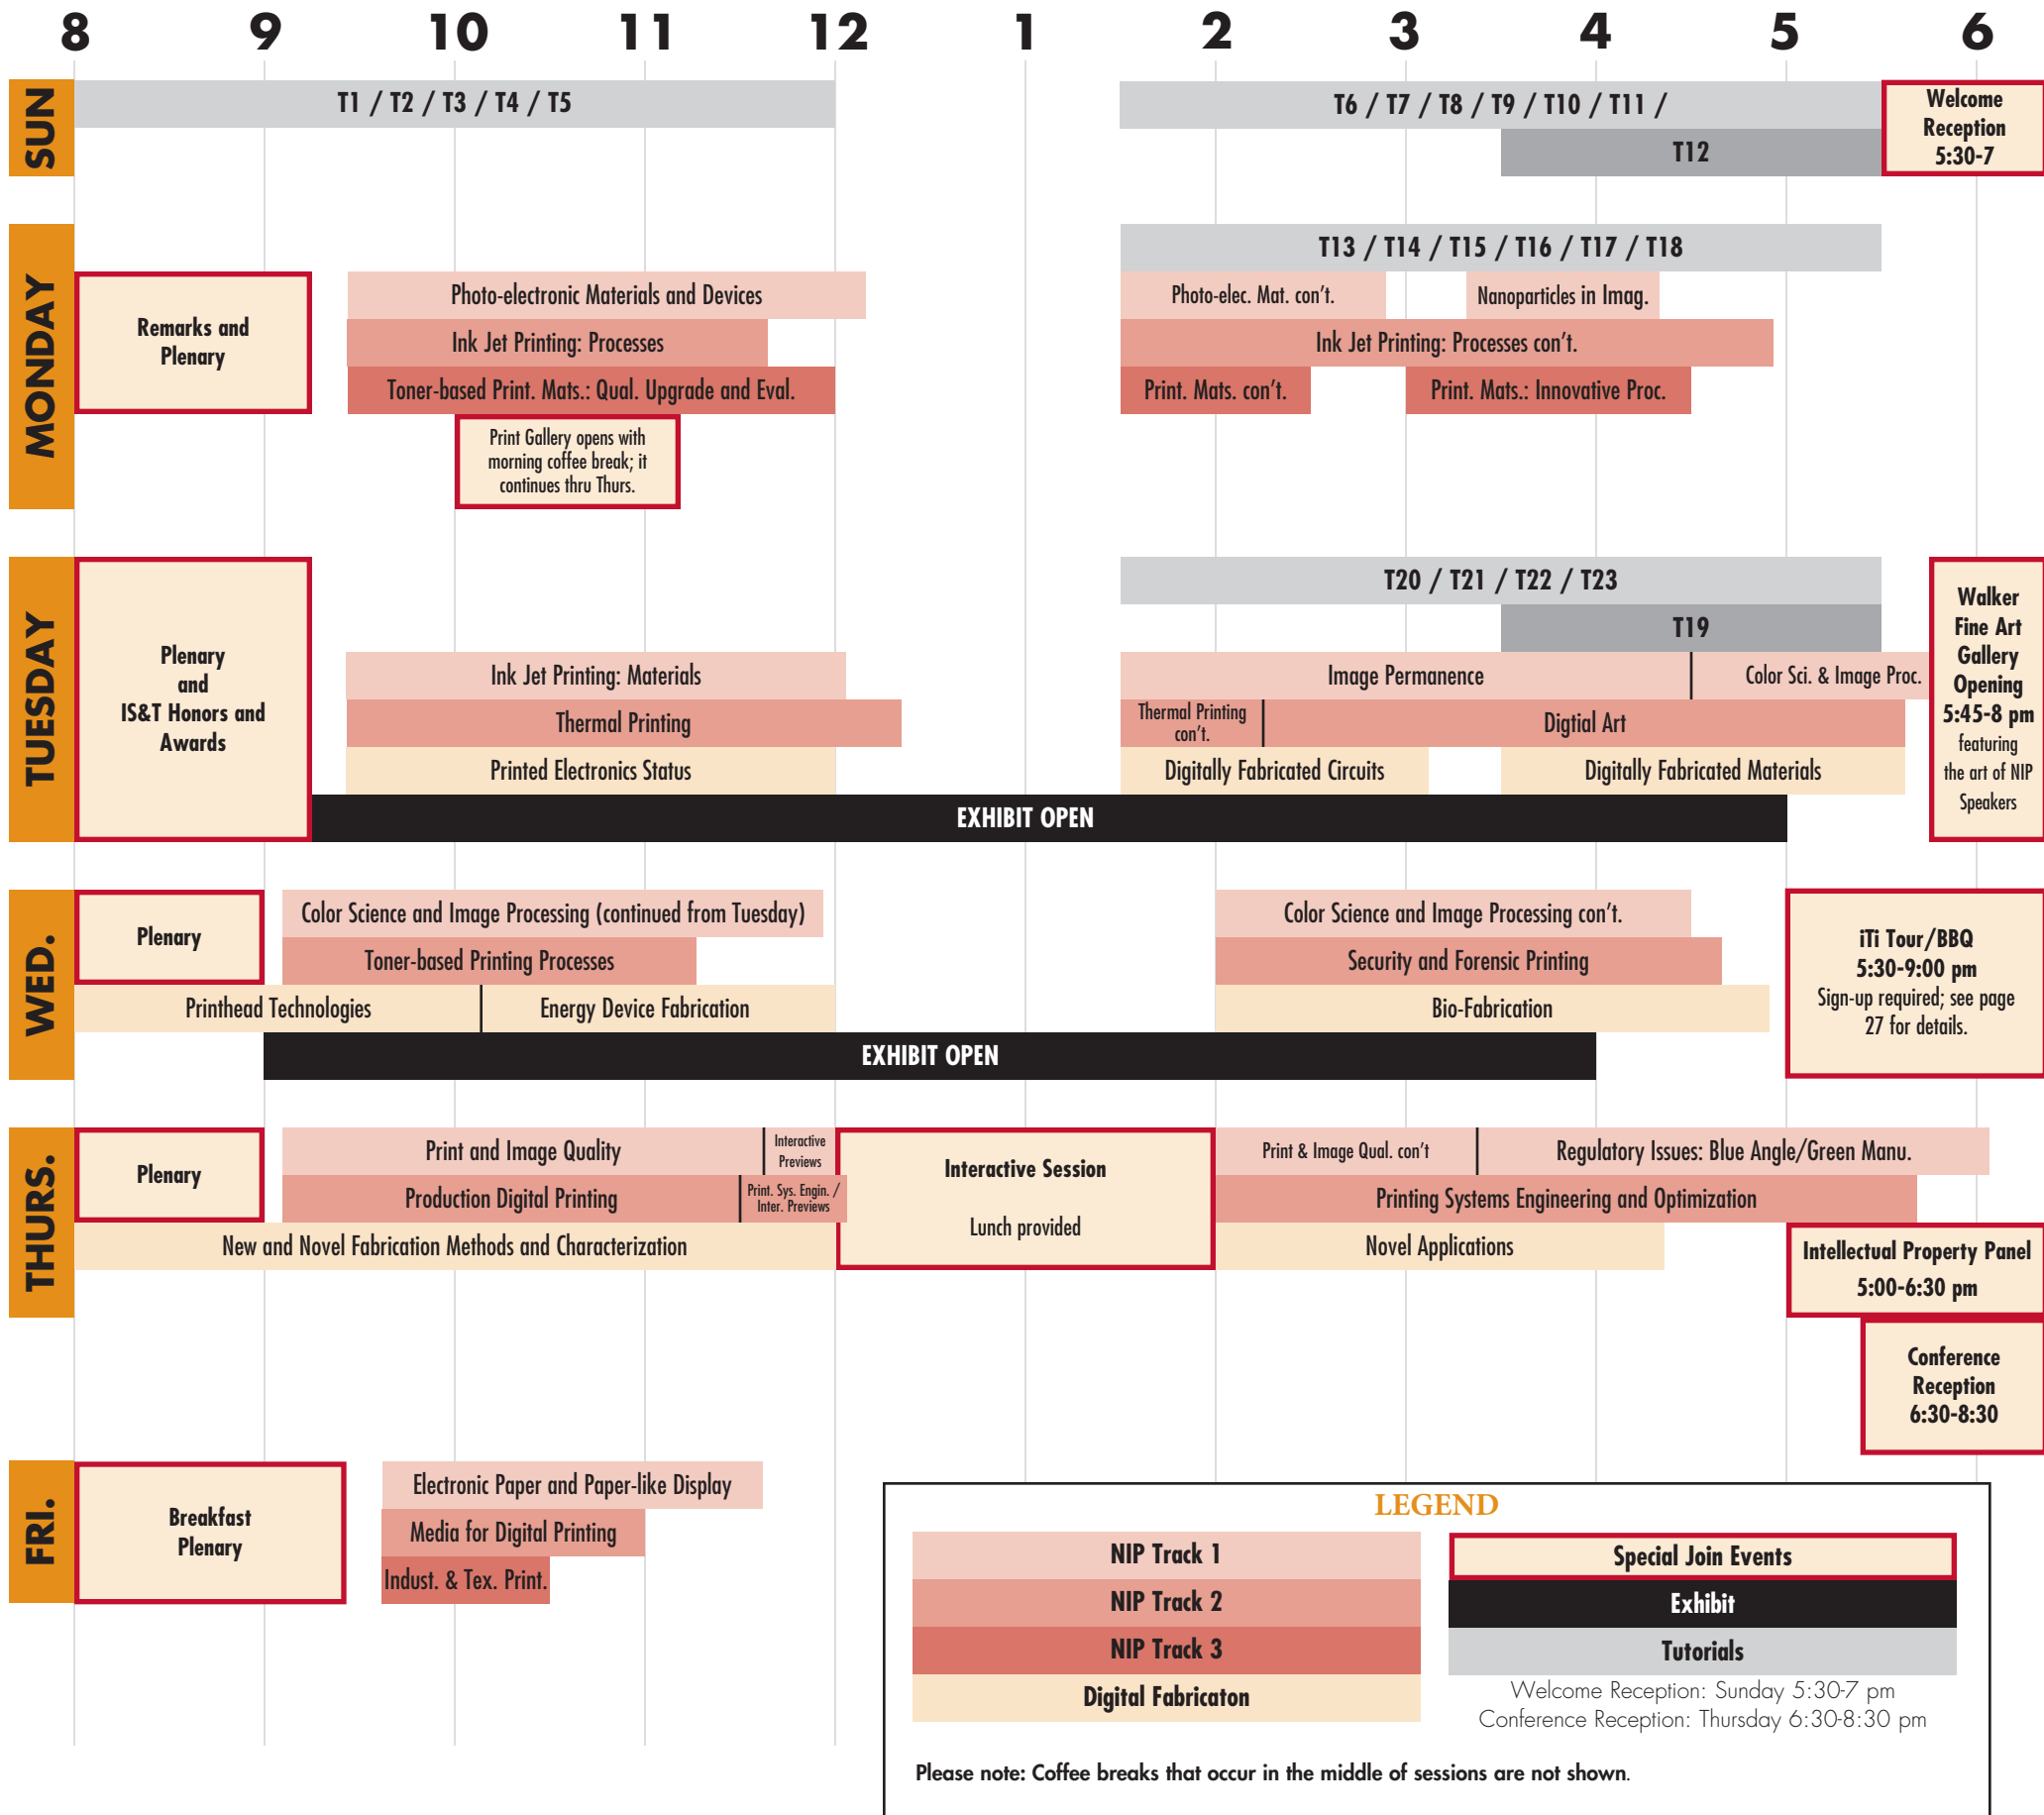 8 9 10 11 12 1 2 3 4 5 6
SUN
T1 / T2 / T3 / T4 / T5
T6 / T7 / T8 / T9 / T10 / T11 /
T12
Welcome
Reception
5:30-7
MONDAY
Remarks and
Plenary
Photo-electronic Materials and Devices
Ink Jet Printing: Processes
Toner-based Print. Mats.: Qual. Upgrade and Eval.
Print Gallery opens with
morning coffee break; it
continues thru Thurs.
T13 / T14 / T15 / T16 / T17 / T18
Photo-elec. Mat. con't.
Nanoparticles in Imag.
Ink Jet Printing: Processes con't.
Print. Mats. con't.
Print. Mats.: Innovative Proc.
TUESDAY
Plenary
and
IS&T Honors and
Awards
Ink Jet Printing: Materials
Thermal Printing
Printed Electronics Status
T20 / T21 / T22 / T23
T19
Image Permanence
Color Sci. & Image Proc.
Thermal Printing
con't.
Digtial Art
Digitally Fabricated Circuits
Digitally Fabricated Materials
EXHIBIT OPEN
Walker
Fine Art
Gallery
Opening
5:45-8 pm
featuring
the art of NIP
Speakers
WED.
Plenary
Color Science and Image Processing (continued from Tuesday)
Toner-based Printing Processes
Printhead Technologies
Energy Device Fabrication
Color Science and Image Processing con't.
Security and Forensic Printing
Bio-Fabrication
EXHIBIT OPEN
iTi Tour/BBQ
5:30-9:00 pm
Sign-up required; see page
27 for details.
THURS.
Plenary
Print and Image Quality
Interactive
Previews
Production Digital Printing
Print. Sys. Engin. /
Inter. Previews
New and Novel Fabrication Methods and Characterization
Interactive Session
Lunch provided
Print & Image Qual. con't
Regulatory Issues: Blue Angle/Green Manu.
Printing Systems Engineering and Optimization
Novel Applications
Intellectual Property Panel
5:00-6:30 pm
Conference
Reception
6:30-8:30
FRI.
Breakfast
Plenary
Electronic Paper and Paper-like Display
Media for Digital Printing
Indust. & Tex. Print.
LEGEND
NIP Track 1
NIP Track 2
NIP Track 3
Digital Fabricaton
Special Join Events
Exhibit
Tutorials
Welcome Reception: Sunday 5:30-7 pm
Conference Reception: Thursday 6:30-8:30 pm
Please note: Coffee breaks that occur in the middle of sessions are not shown.